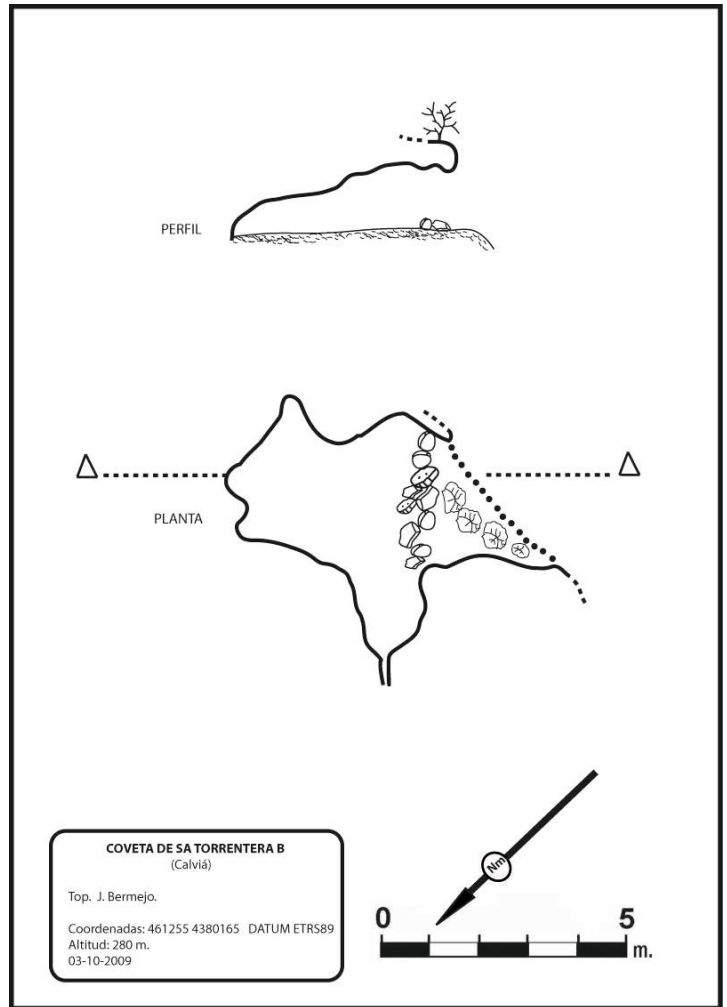 PERFIL
PLANTA
COVETA DE SA TORRENTERA B
(Calviá)
Top. J. Bermejo.
Coordenadas: 461255 4380165 DATUM ETRS89
Altitud: 280 m.
03-10-2009
Nm
0 5
m.